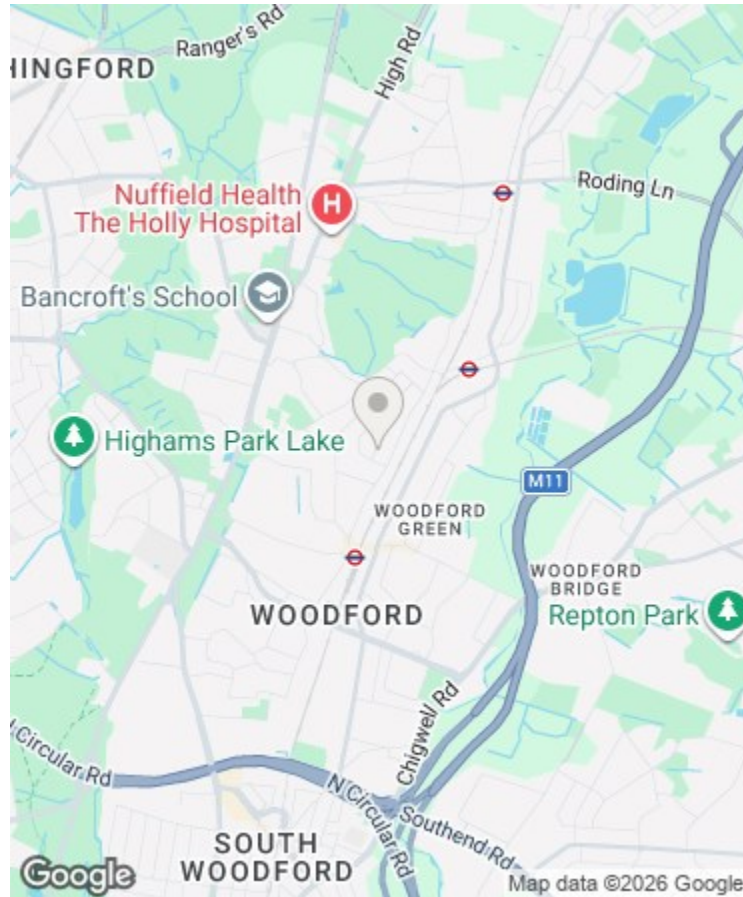 Ranger's Rd
HINGFORD
High Rd
Nuffield Health
The Holly Hospital
H
Roding Ln
Bancroft's School
Highams Park Lake
M11
WOODFORD
GREEN
WOODFORD
BRIDGE
WOODFORD
Repton Park
Chigwell Rd
N Circular Rd
N Circular Rd
Southend Rd
SOUTH
WOODFORD
Google
Map data ©2026 Google